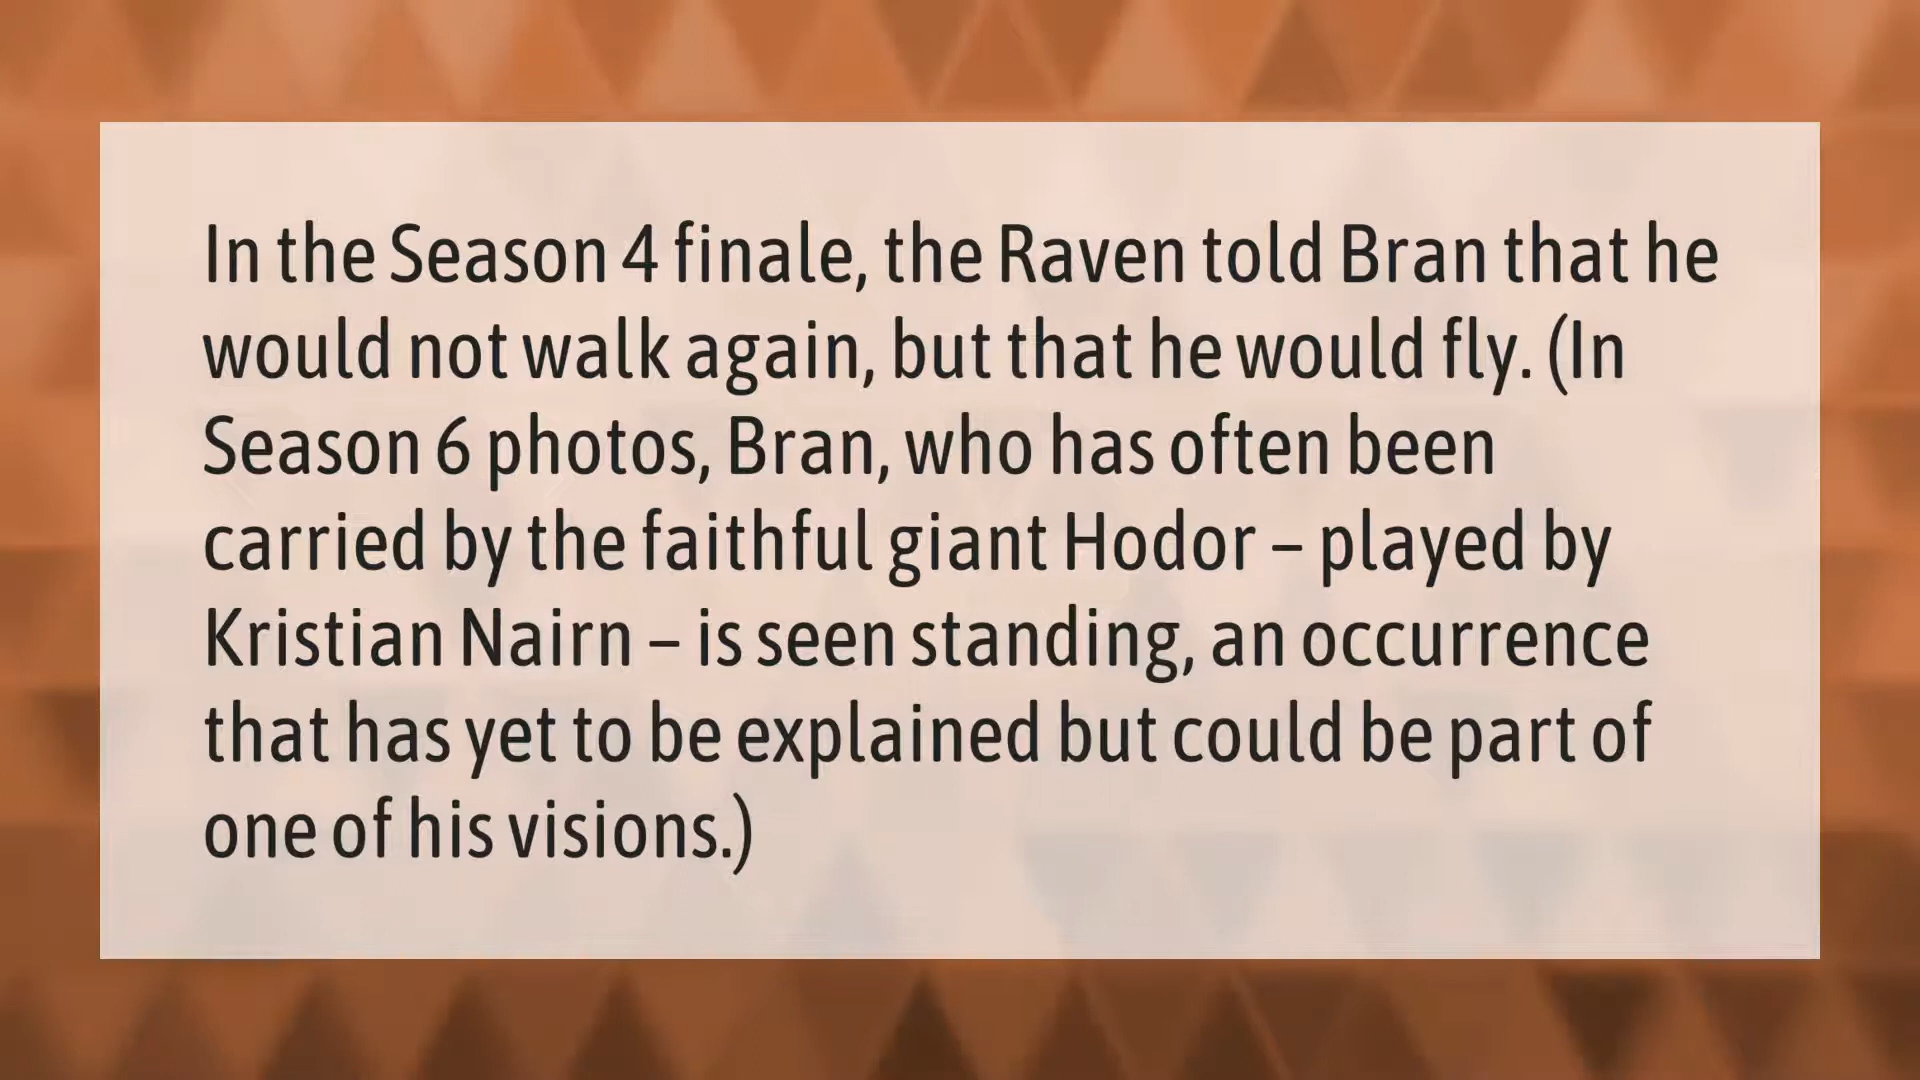 In the Season 4 finale, the Raven told Bran that he
would not walk again, but that he would fly. (In
Season 6 photos, Bran, who has often been
carried by the faithful giant Hodor – played by
Kristian Nairn – is seen standing, an occurrence
that has yet to be explained but could be part of
one of his visions.)